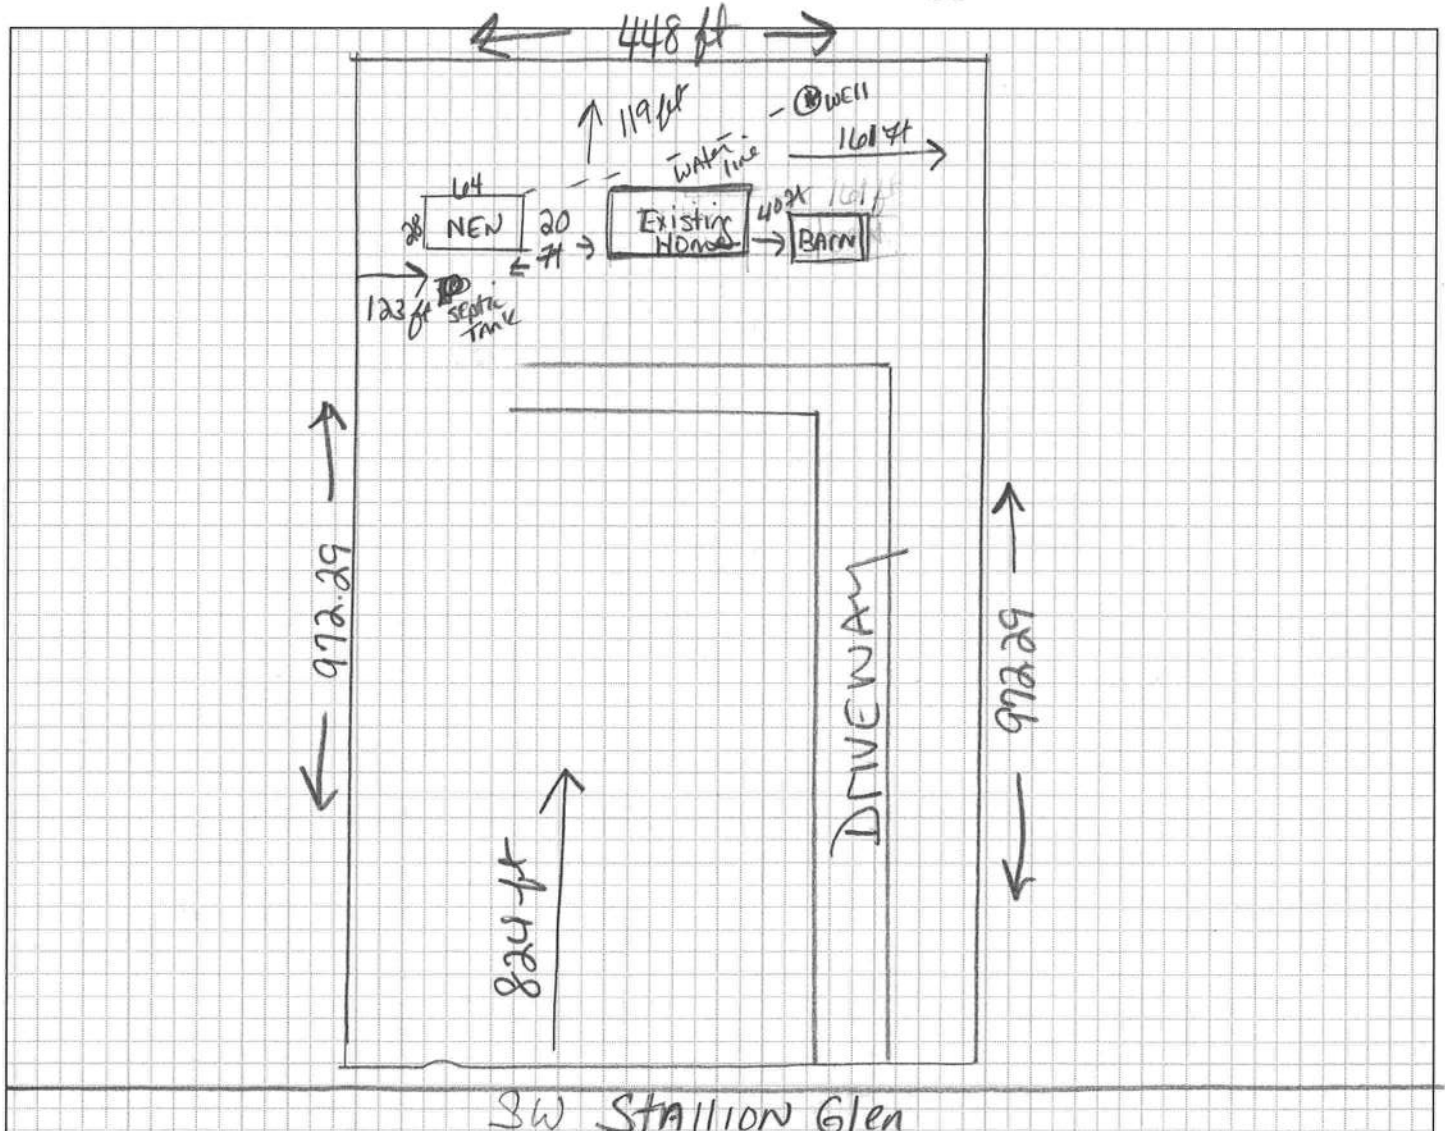 448 ft
119 ft
WEll
WATER
line
161 ft
64
28
NEW
20
ft
Existing
Home
40 ft
161 ft
BARN
123 ft
SEPtic
TANK
972.29
972.29
DRIVEWAY
824 ft
SW STAllION Glen